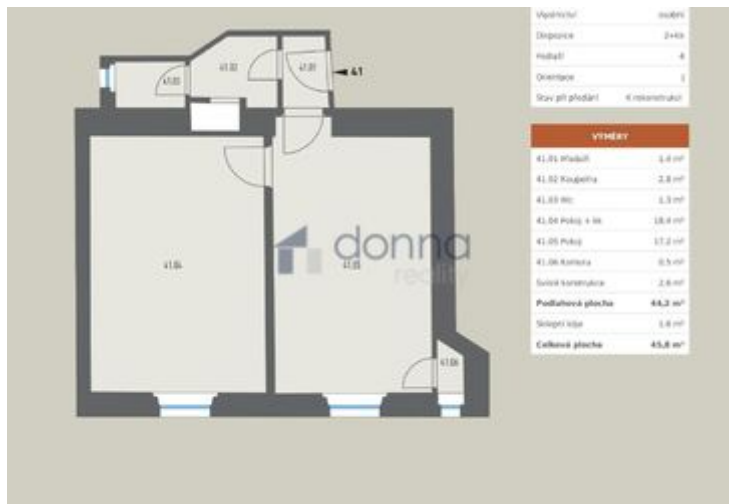 Vlastnictví osobní
Dispozice 2+kk
Podlaží 4
Orientace J
Stav při předání K rekonstrukci
VÝMĚRY
41.01 Předsíň 1,4 m²
41.02 Koupelna 2,8 m²
41.03 Wc 1,3 m²
41.04 Pokoj + kk 18,4 m²
41.05 Pokoj 17,2 m²
41.06 Komora 0,5 m²
Svislé konstrukce 2,6 m²
Podlahová plocha 44,2 m²
Sklepní kóje 1,6 m²
Celková plocha 45,8 m²
41.03
41.02
41.01
41
41.04
41.05
41.06
donna
reality